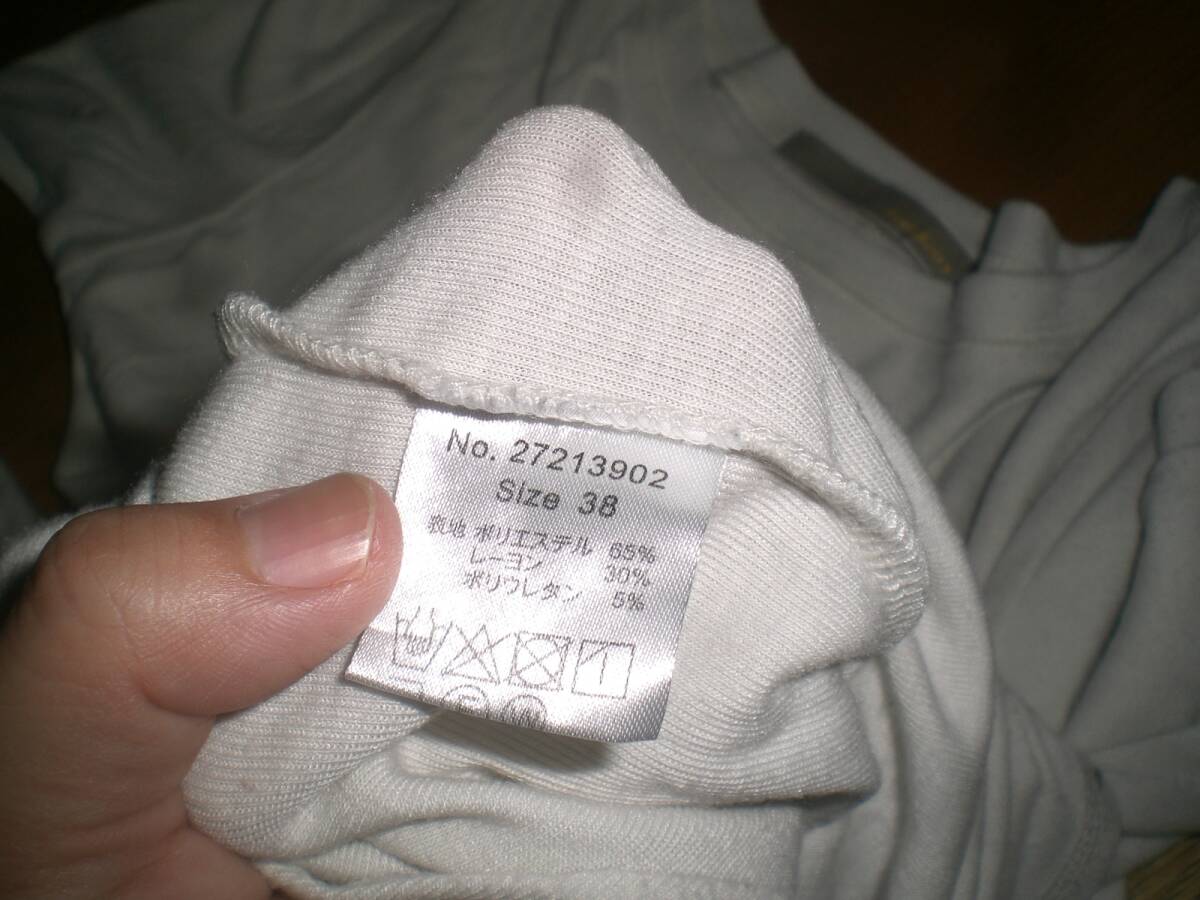 No. 27213902
Size 38
表地 ポリエステル 65%
レーヨン 30%
ポリウレタン 5%